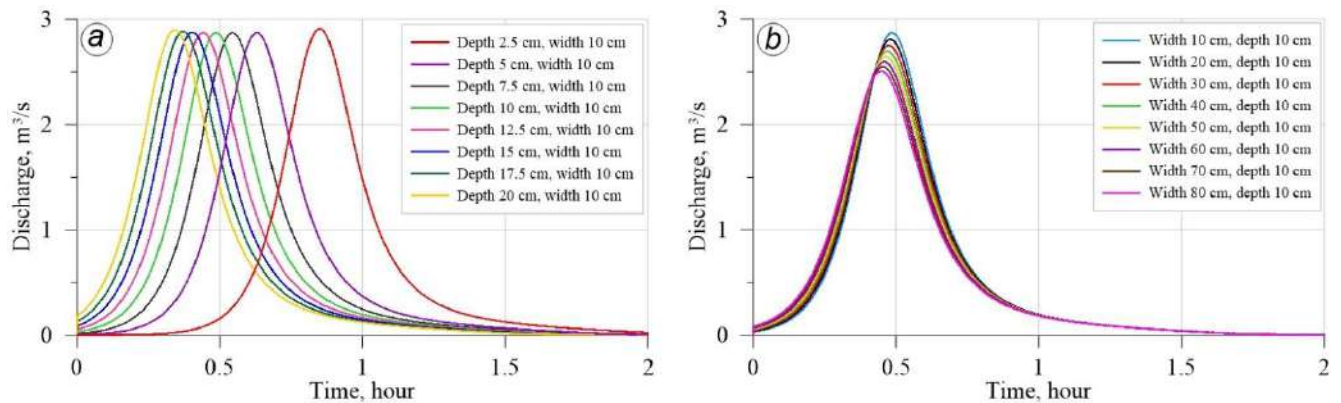 a
Discharge, m³/s
3
2
1
0
0
0.5
1
1.5
2
Time, hour
Depth 2.5 cm, width 10 cm
Depth 5 cm, width 10 cm
Depth 7.5 cm, width 10 cm
Depth 10 cm, width 10 cm
Depth 12.5 cm, width 10 cm
Depth 15 cm, width 10 cm
Depth 17.5 cm, width 10 cm
Depth 20 cm, width 10 cm
b
Discharge, m³/s
3
2
1
0
0
0.5
1
1.5
2
Time, hour
Width 10 cm, depth 10 cm
Width 20 cm, depth 10 cm
Width 30 cm, depth 10 cm
Width 40 cm, depth 10 cm
Width 50 cm, depth 10 cm
Width 60 cm, depth 10 cm
Width 70 cm, depth 10 cm
Width 80 cm, depth 10 cm